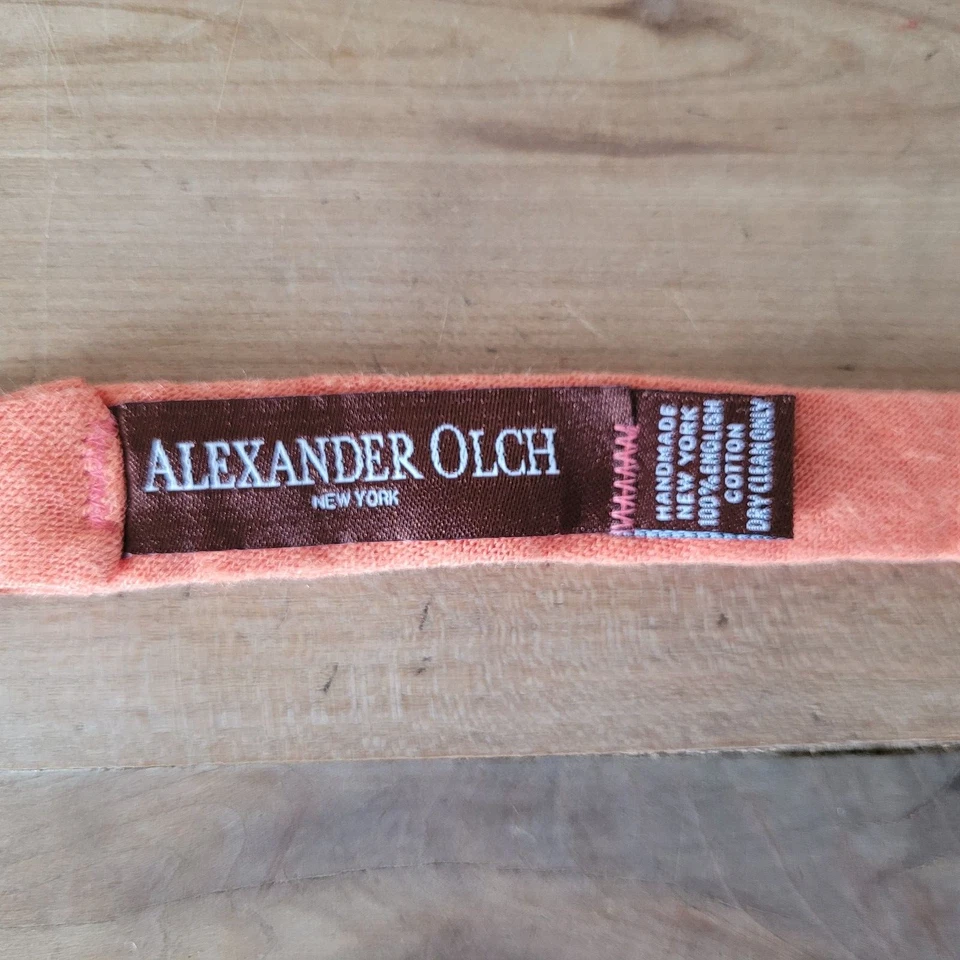 ALEXANDER OLCH
NEW YORK
HANDMADE
NEW YORK
100% ENGLISH
COTTON
DRY CLEAN ONLY